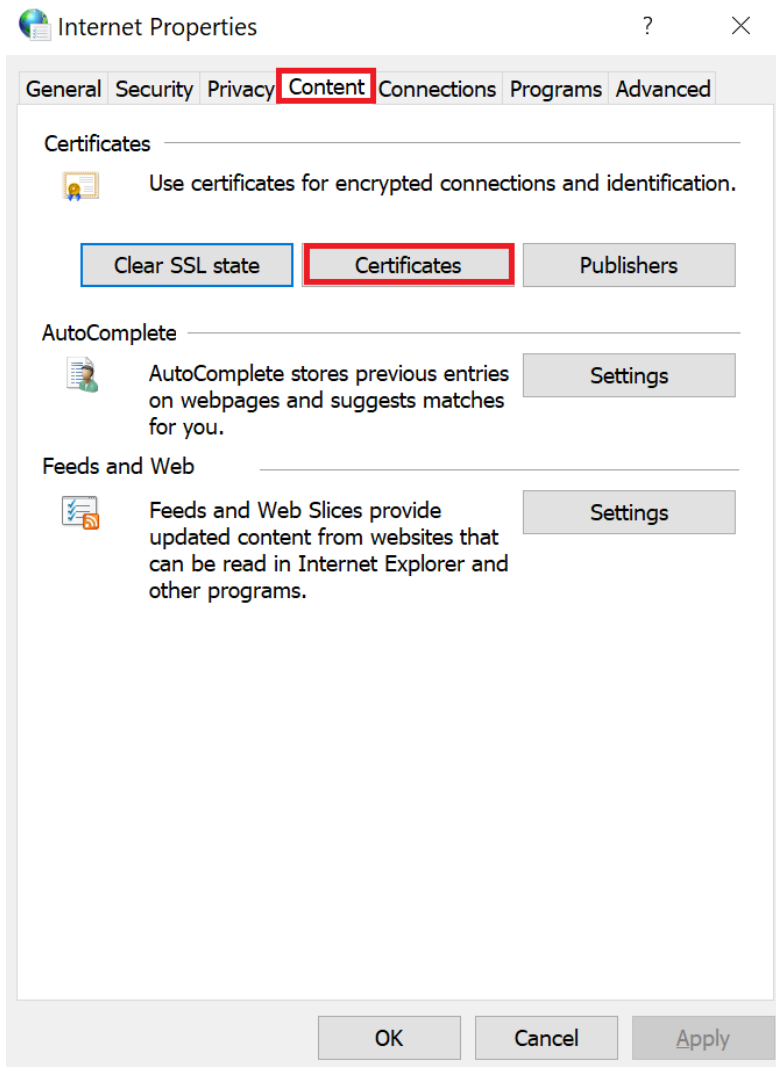 Internet Properties ?
General Security Privacy Content Connections Programs Advanced
Certificates
Use certificates for encrypted connections and identification.
Clear SSL state Certificates Publishers
AutoComplete
AutoComplete stores previous entries
on webpages and suggests matches
for you.
Settings
Feeds and Web
Feeds and Web Slices provide
updated content from websites that
can be read in Internet Explorer and
other programs.
Settings
OK Cancel Apply